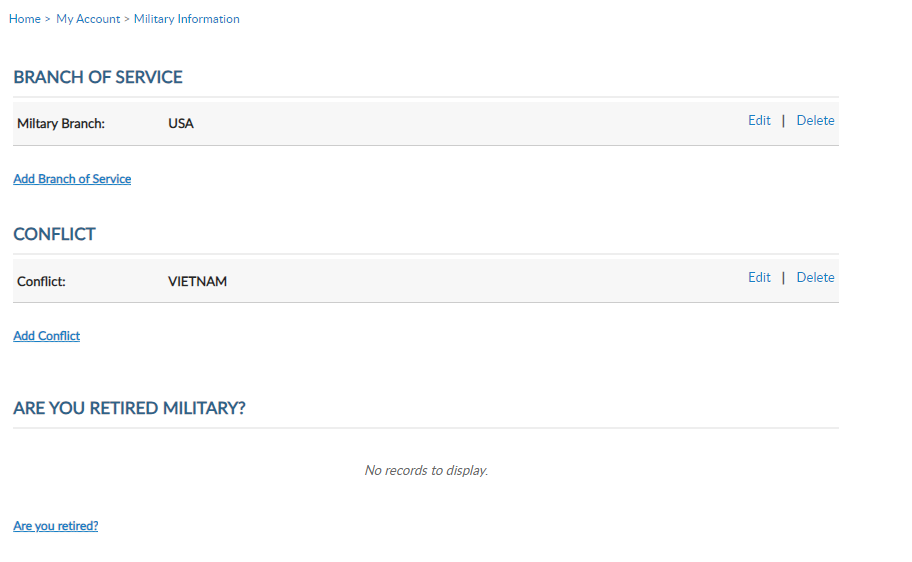 Home > My Account > Military Information
BRANCH OF SERVICE
Miltary Branch: USA Edit | Delete
Add Branch of Service
CONFLICT
Conflict: VIETNAM Edit | Delete
Add Conflict
ARE YOU RETIRED MILITARY?
No records to display.
Are you retired?